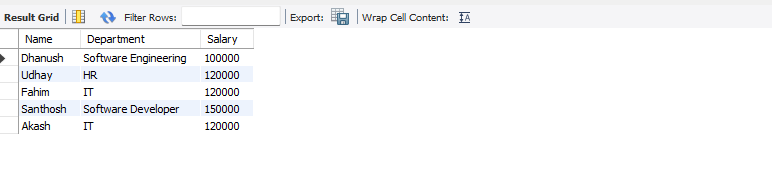 Result Grid Filter Rows: Export: Wrap Cell Content: IA
Name Department Salary
Dhanush Software Engineering 100000
Udhay HR 120000
Fahim IT 120000
Santhosh Software Developer 150000
Akash IT 120000